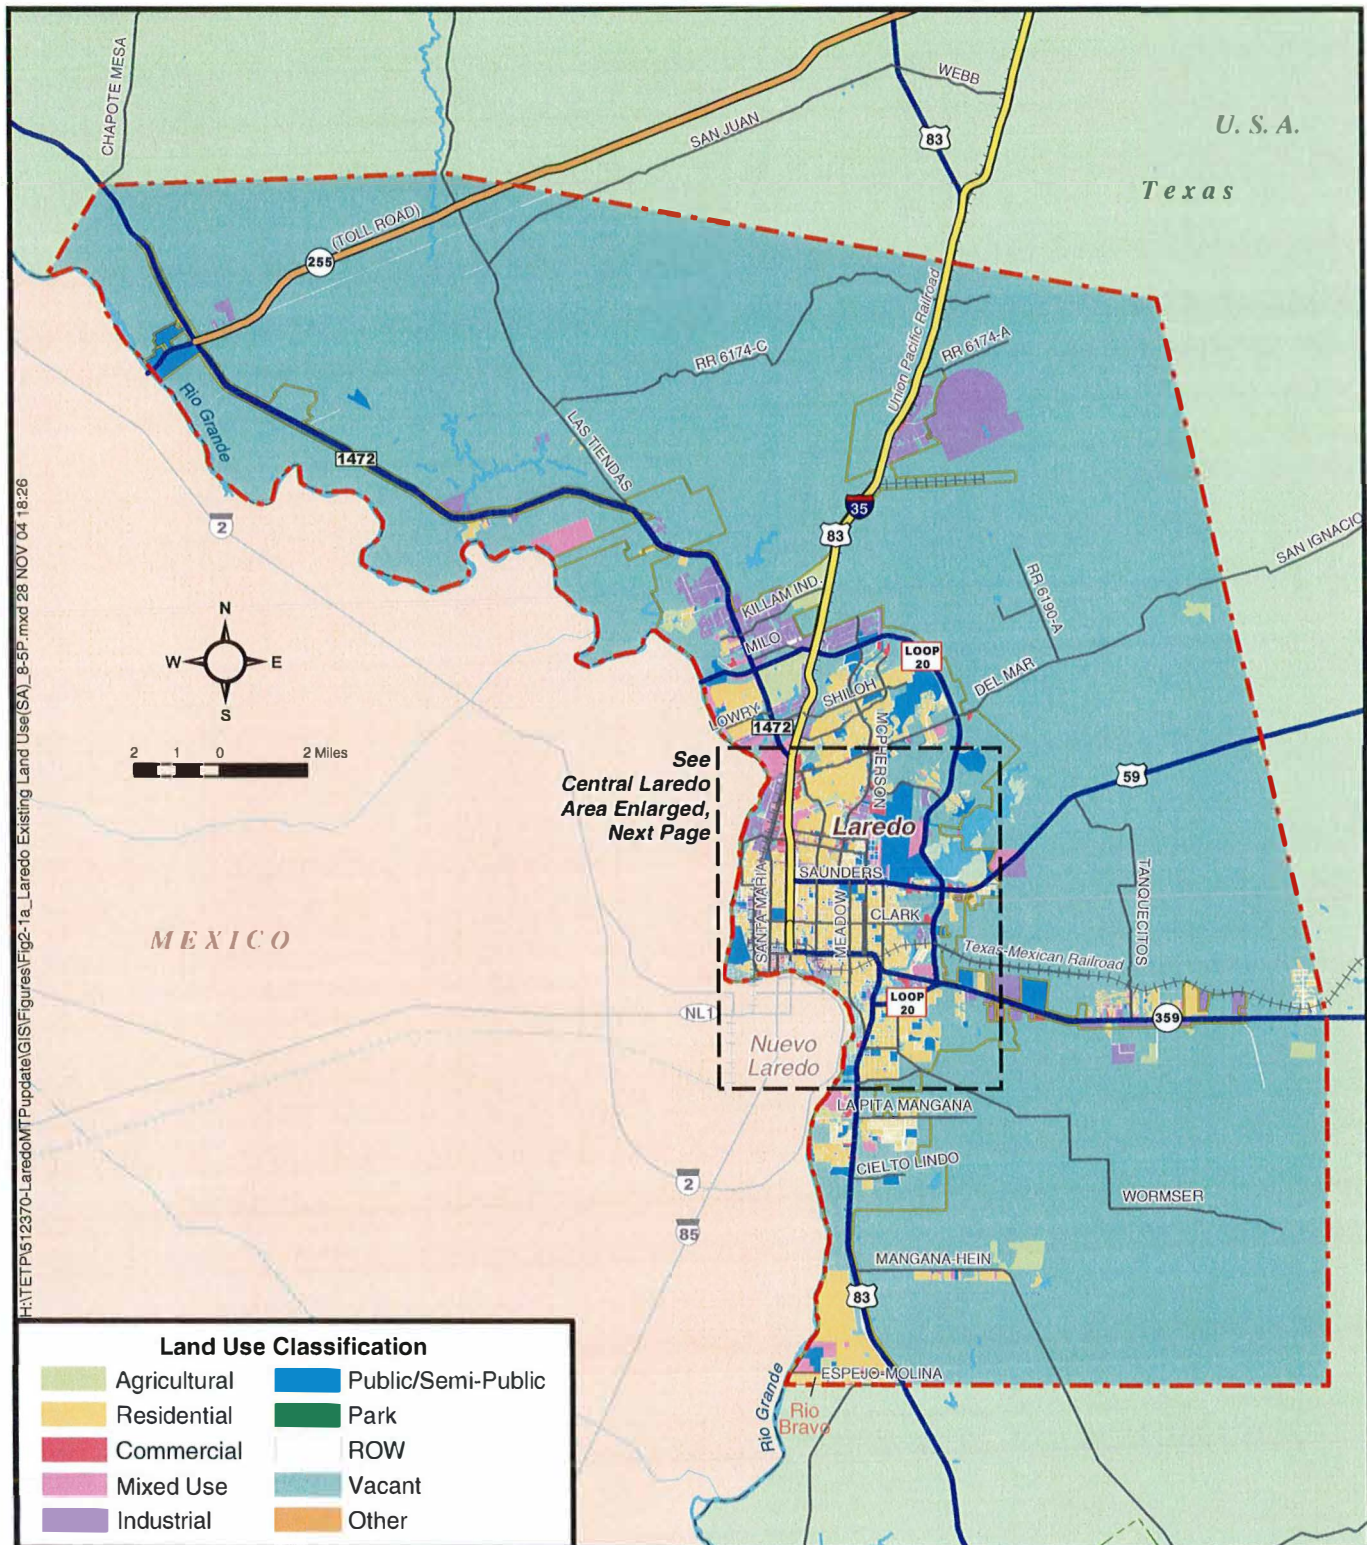 CHAPOTE MESA
WEBB
SAN JUAN
83
U. S. A.
Texas
(TOLL ROAD)
255
Union Pacific Railroad
RR 6174-C
RR 6174-A
Rio Grande
LAS TIENDAS
1472
2
35
83
SAN IGNACIO
RR 6190-A
KILLAM IND.
MILO
LOOP
20
DEL MAR
SHILOH
LOWRY
MCPHERSON
1472
N
W
E
S
2 1 0 2 Miles
See
Central Laredo
Area Enlarged,
Next Page
59
Laredo
SAUNDERS
SANTA MARIA
MEADOW
CLARK
TANQUECITOS
MEXICO
Texas-Mexican Railroad
LOOP
20
NL1
359
Nuevo
Laredo
LA PITA MANGANA
CIELTO LINDO
2
WORMSER
85
MANGANA-HEIN
83
ESPEJO-MOLINA
Rio Grande
Rio
Bravo
H:\TETP\512370-LaredoMTPupdate\GIS\Figures\Fig2-1a_Laredo Existing Land Use(SA)_8-5P.mxd 28 NOV 04 18:26
Land Use Classification
Agricultural
Residential
Commercial
Mixed Use
Industrial
Public/Semi-Public
Park
ROW
Vacant
Other